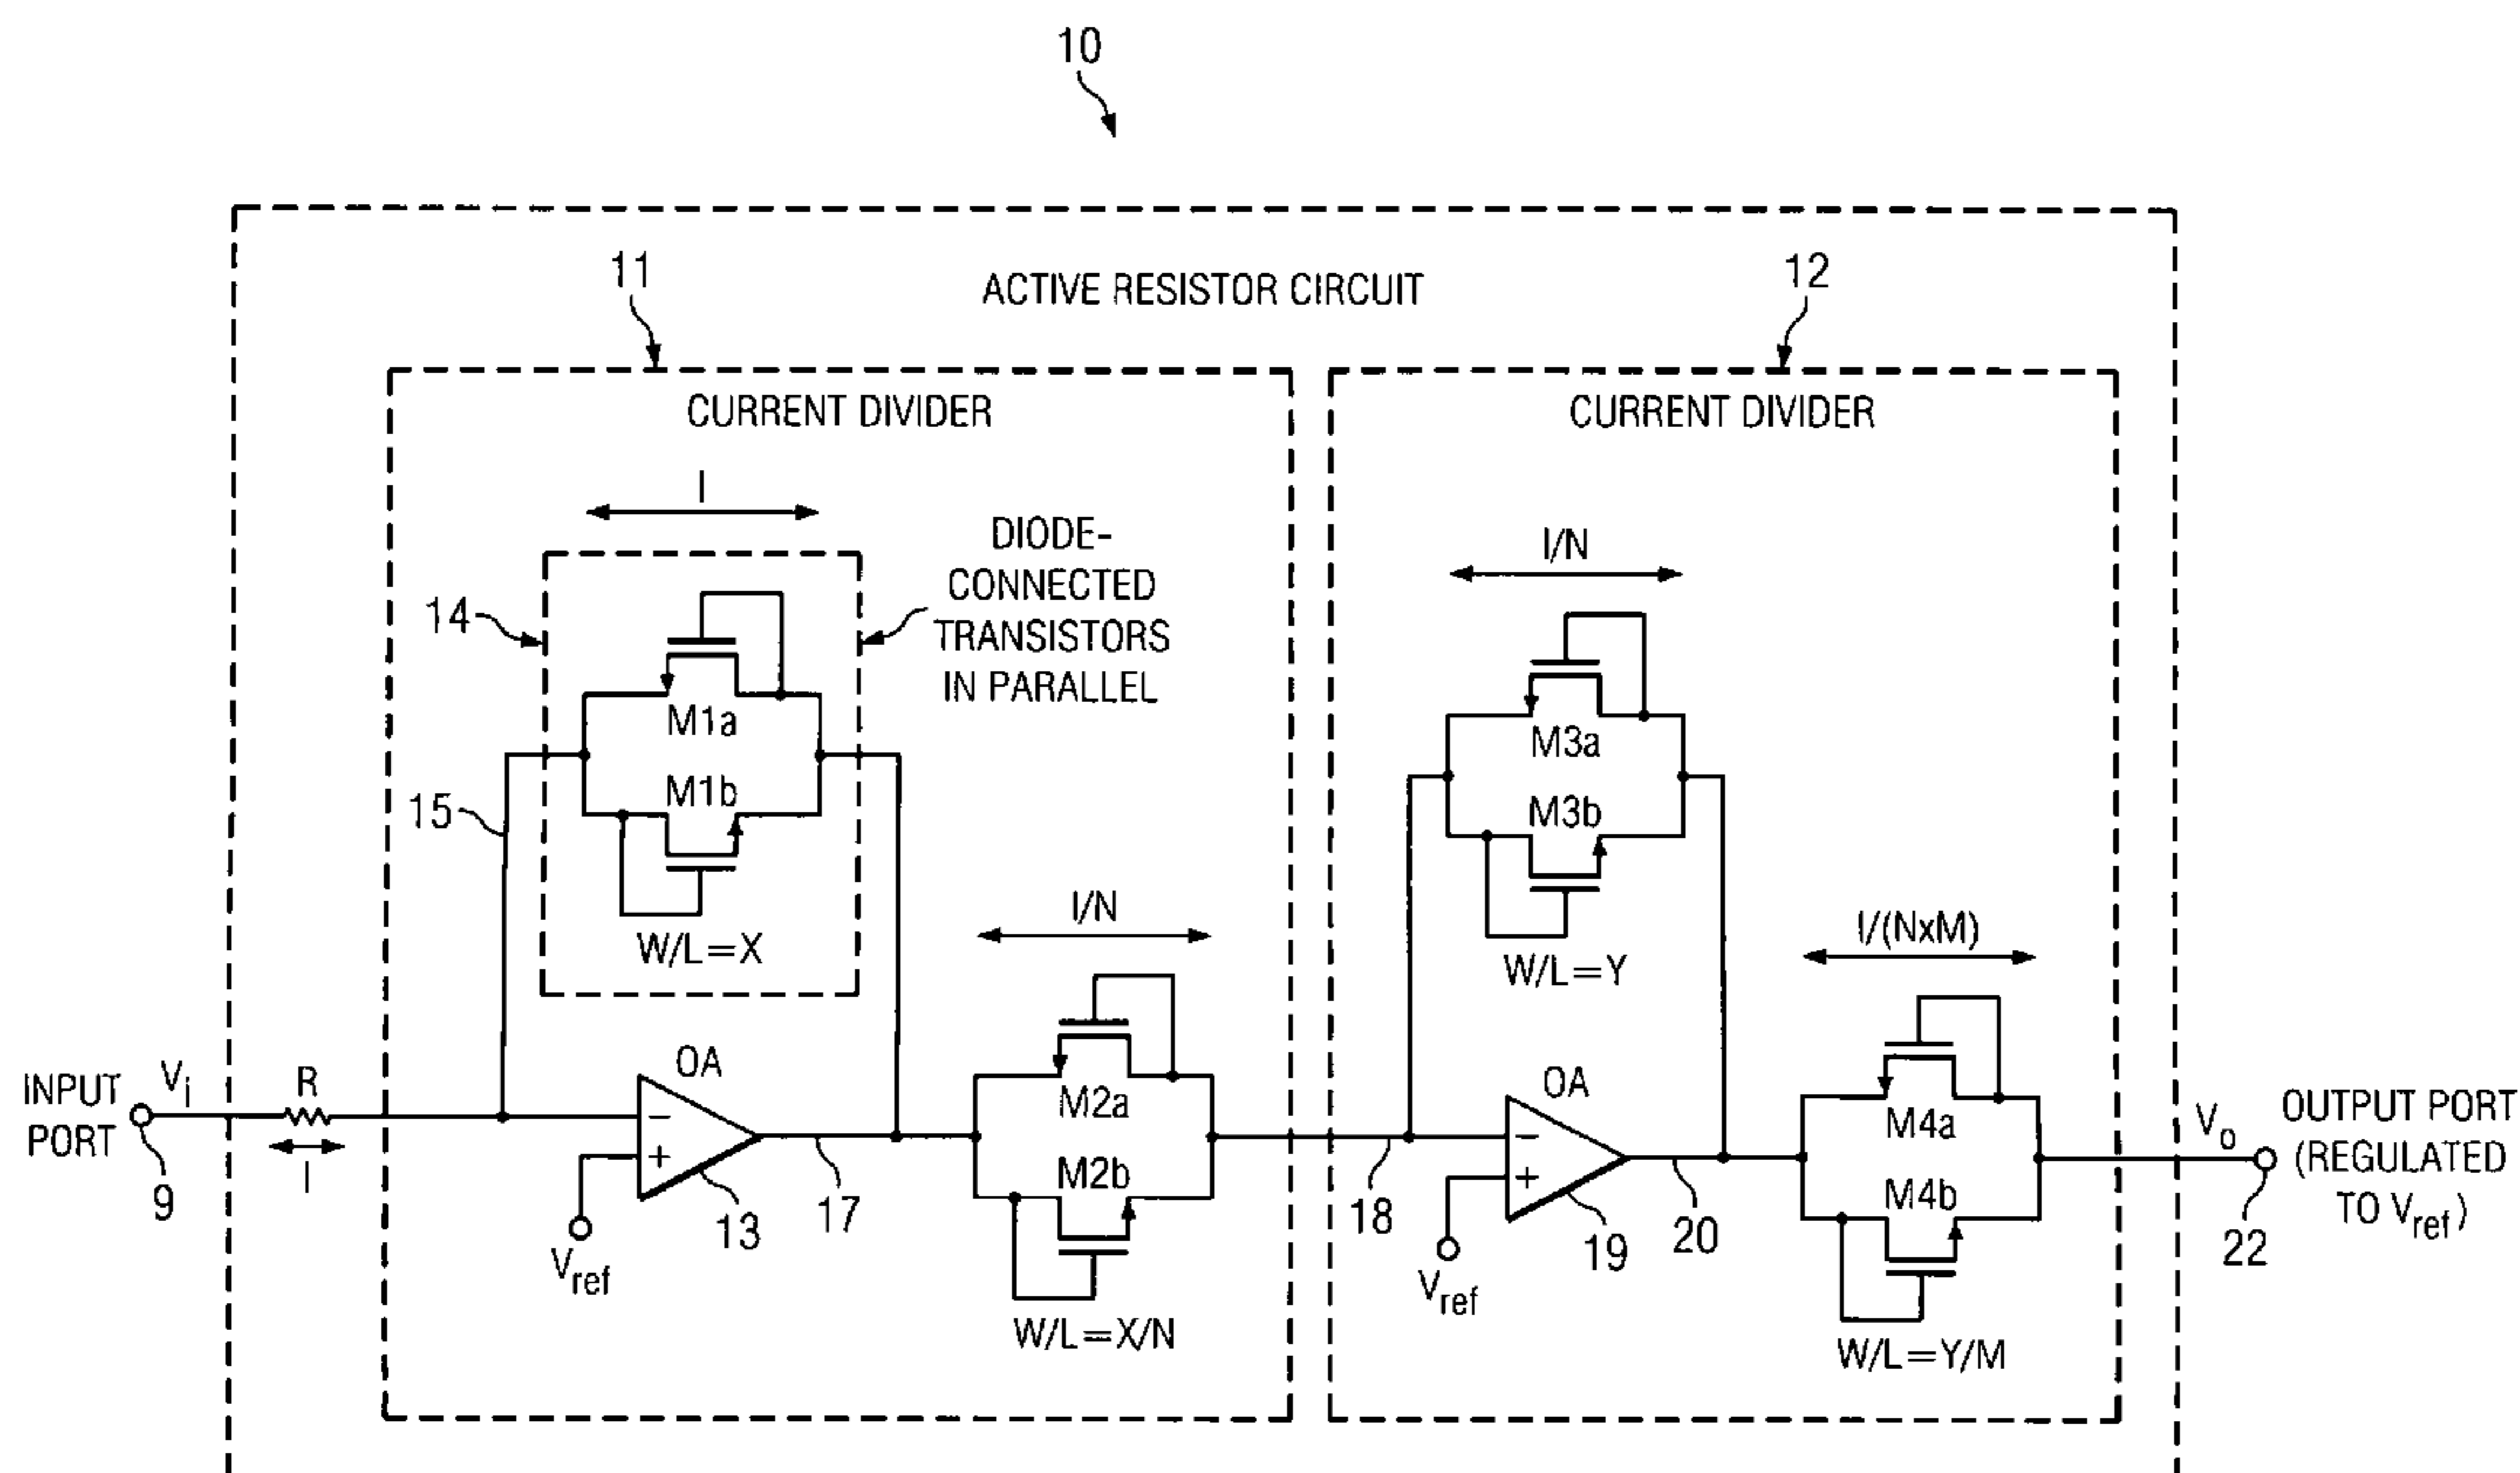 10
ACTIVE RESISTOR CIRCUIT
11
12
CURRENT DIVIDER
CURRENT DIVIDER
I
DIODE-
CONNECTED
TRANSISTORS
IN PARALLEL
14
M1a
M1b
15
W/L=X
I/N
M3a
M3b
W/L=Y
I/N
I/(NxM)
INPUT
PORT
Vi
9
R
I
OA
−
+
13
Vref
17
M2a
M2b
W/L=X/N
18
OA
−
+
19
Vref
20
M4a
M4b
W/L=Y/M
Vo
22
OUTPUT PORT
(REGULATED
TO Vref)